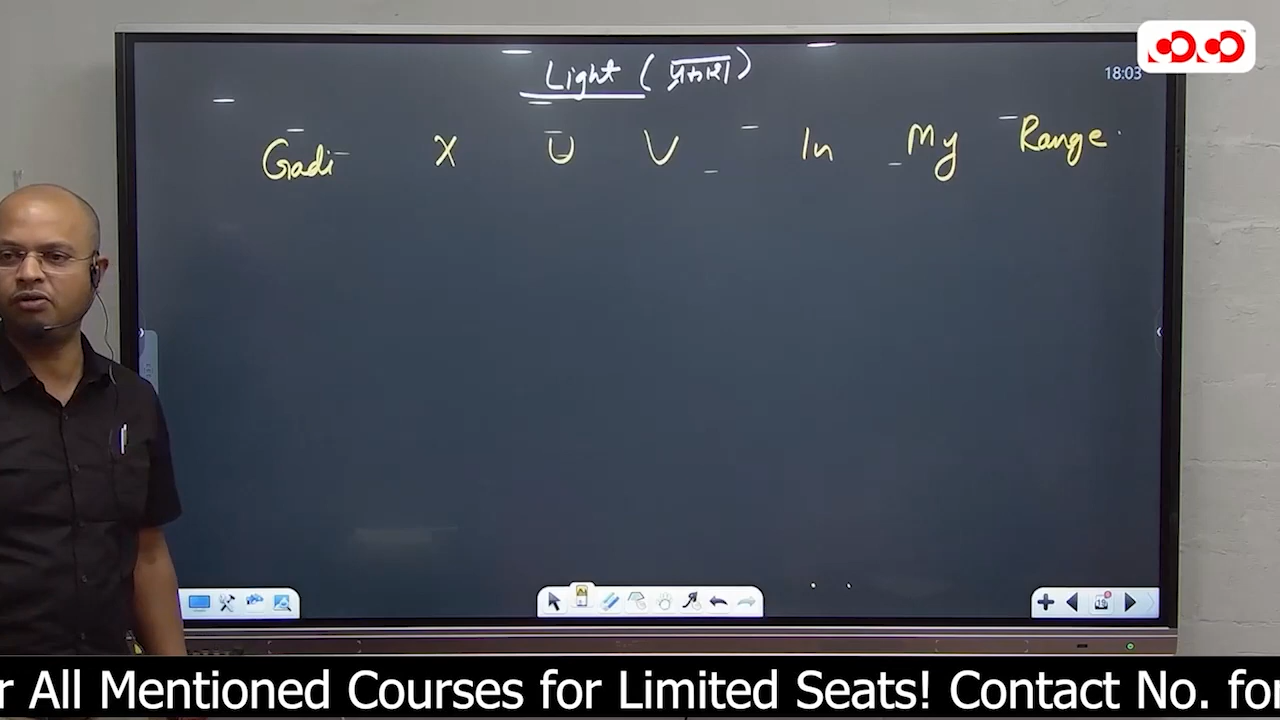 Light (प्रकाश)
18:03
Gadi X U V In My Range
r All Mentioned Courses for Limited Seats! Contact No. for